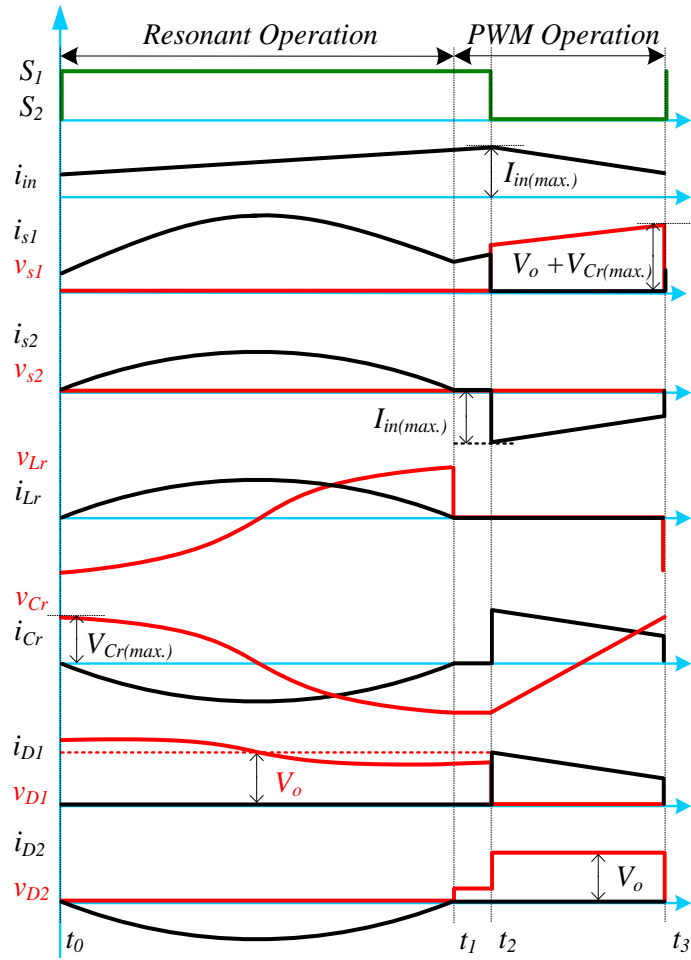 Resonant Operation PWM Operation
S1
S2
iin
Iin(max.)
is1
vs1
Vo + VCr(max.)
is2
vs2
Iin(max.)
vLr
iLr
vCr
iCr
VCr(max.)
iD1
vD1
Vo
iD2
vD2
Vo
t0 t1 t2 t3